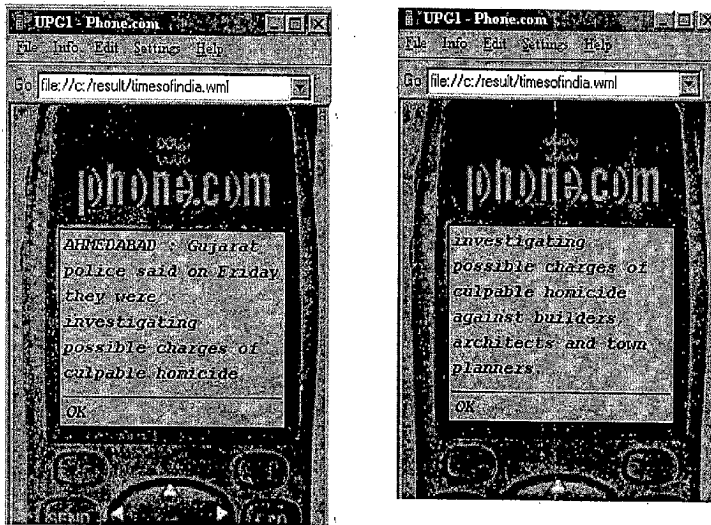 UPG1 - Phone.com
File Info Edit Settings Help
Go file://c:/result/timesofindia.wml
phone.com
AHMEDABAD : Gujarat
police said on Friday
they were
investigating
possible charges of
culpable homicide
OK
SEND
UPG1 - Phone.com
File Info Edit Settings Help
Go file://c:/result/timesofindia.wml
phone.com
investigating
possible charges of
culpable homicide
against builders,
architects and town
planners.
OK